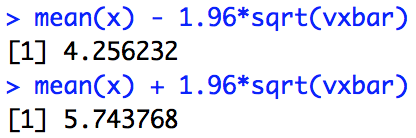 > mean(x) - 1.96*sqrt(vxbar)
[1] 4.256232
> mean(x) + 1.96*sqrt(vxbar)
[1] 5.743768